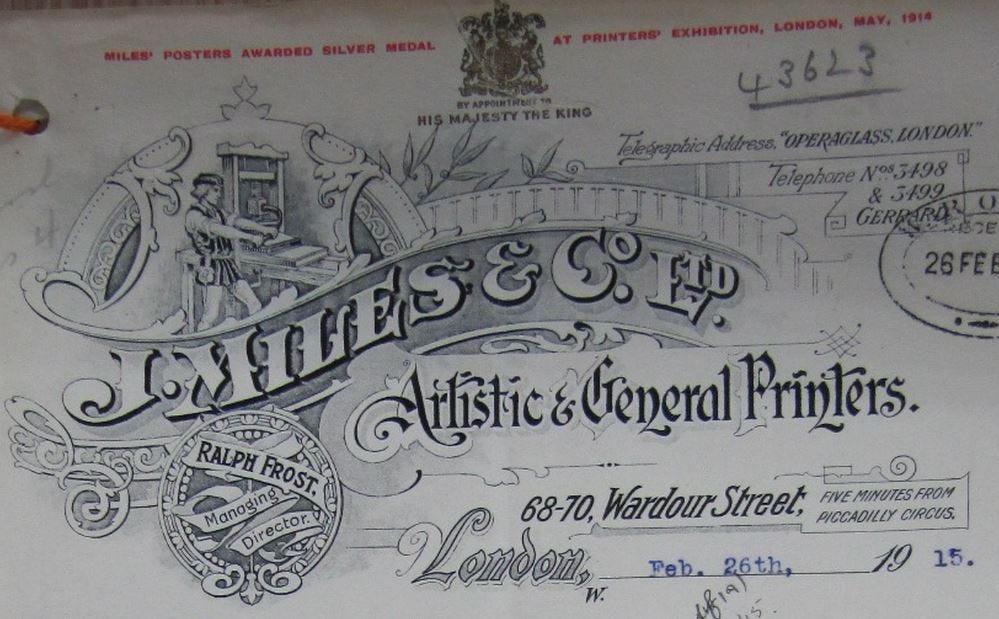 MILES' POSTERS AWARDED SILVER MEDAL AT PRINTERS' EXHIBITION, LONDON, MAY, 1914
43623
BY APPOINTMENT TO
HIS MAJESTY THE KING
Telegraphic Address, "OPERAGLASS, LONDON."
Telephone Nos 3498
& 3499
GERRARD
26 FEB
J. MILES & Co. LTD.
Artistic & General Printers.
RALPH FROST.
Managing
Director.
68-70, Wardour Street,
FIVE MINUTES FROM
PICCADILLY CIRCUS.
London,
W.
Feb. 26th, 1915.